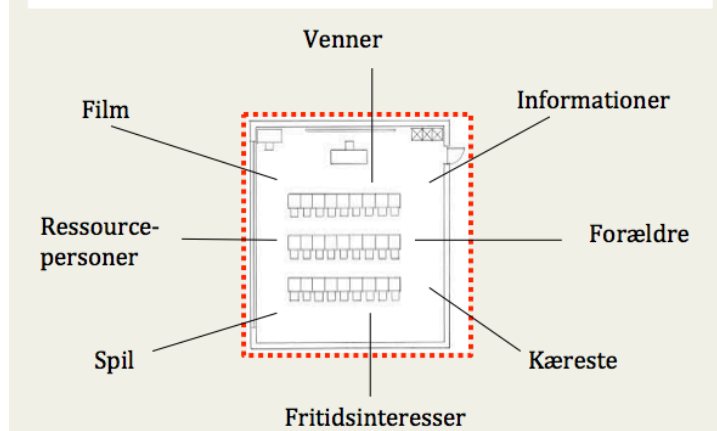 Venner
Film
Informationer
Ressource-
personer
Forældre
Spil
Kæreste
Fritidsinteresser